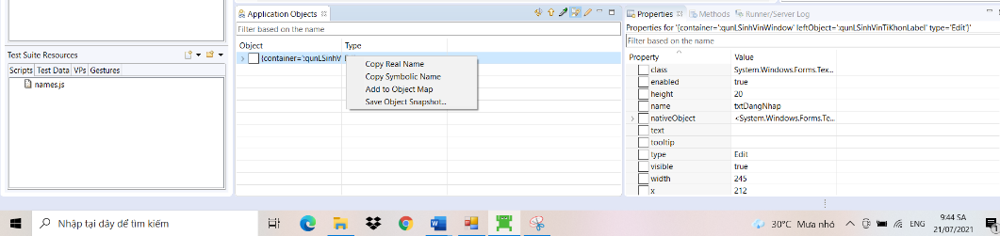 Application Objects
Properties
Methods
Runner/Server Log
Filter based on the name
Properties for '{container=':qunLSinhVinWindow' leftObject=':qunLSinhVinTiKhonLabel' type='Edit'}'
Filter based on the name
Object Type
Property Value
Test Suite Resources
Scripts Test Data VPs Gestures
names.js
{container=':qunLSinhV
Copy Real Name
Copy Symbolic Name
Add to Object Map
Save Object Snapshot...
class System.Windows.Forms.Tex...
enabled true
height 20
name txtDangNhap
nativeObject <System.Windows.Forms.Te...
text
tooltip
type Edit
visible true
width 245
x 212
Nhập tại đây để tìm kiếm
30°C Mưa nhỏ
ENG
9:44 SA
21/07/2021